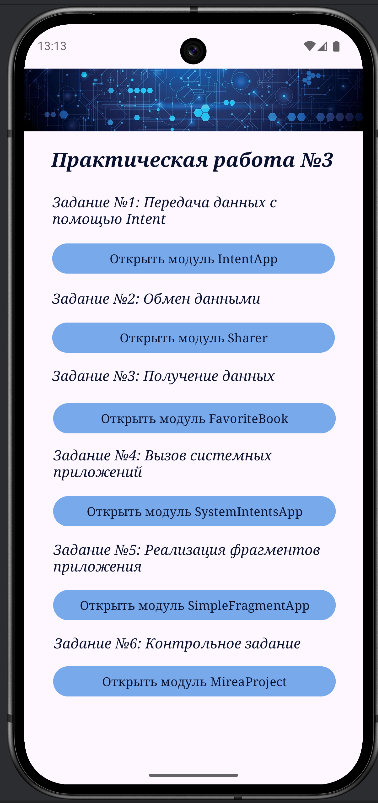 13:13
Практическая работа №3
Задание №1: Передача данных с
помощью Intent
Открыть модуль IntentApp
Задание №2: Обмен данными
Открыть модуль Sharer
Задание №3: Получение данных
Открыть модуль FavoriteBook
Задание №4: Вызов системных
приложений
Открыть модуль SystemIntentsApp
Задание №5: Реализация фрагментов
приложения
Открыть модуль SimpleFragmentApp
Задание №6: Контрольное задание
Открыть модуль MireaProject